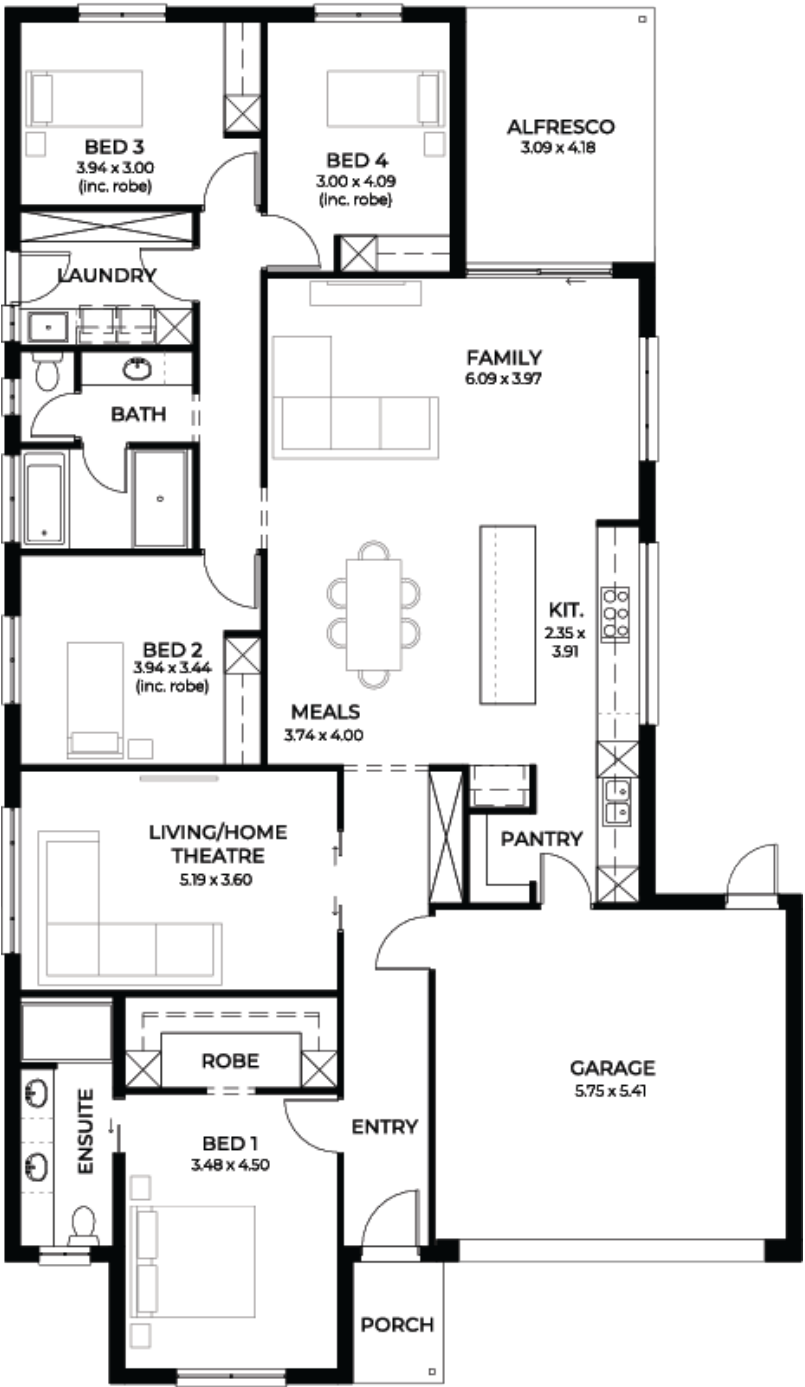 BED 3
3.94 x 3.00
(inc. robe)
BED 4
3.00 x 4.09
(inc. robe)
ALFRESCO
3.09 x 4.18
LAUNDRY
FAMILY
6.09 x 3.97
BATH
KIT.
2.35 x
3.91
BED 2
3.94 x 3.44
(inc. robe)
MEALS
3.74 x 4.00
LIVING/HOME
THEATRE
5.19 x 3.60
PANTRY
ROBE
GARAGE
5.75 x 5.41
ENSUITE
BED 1
3.48 x 4.50
ENTRY
PORCH